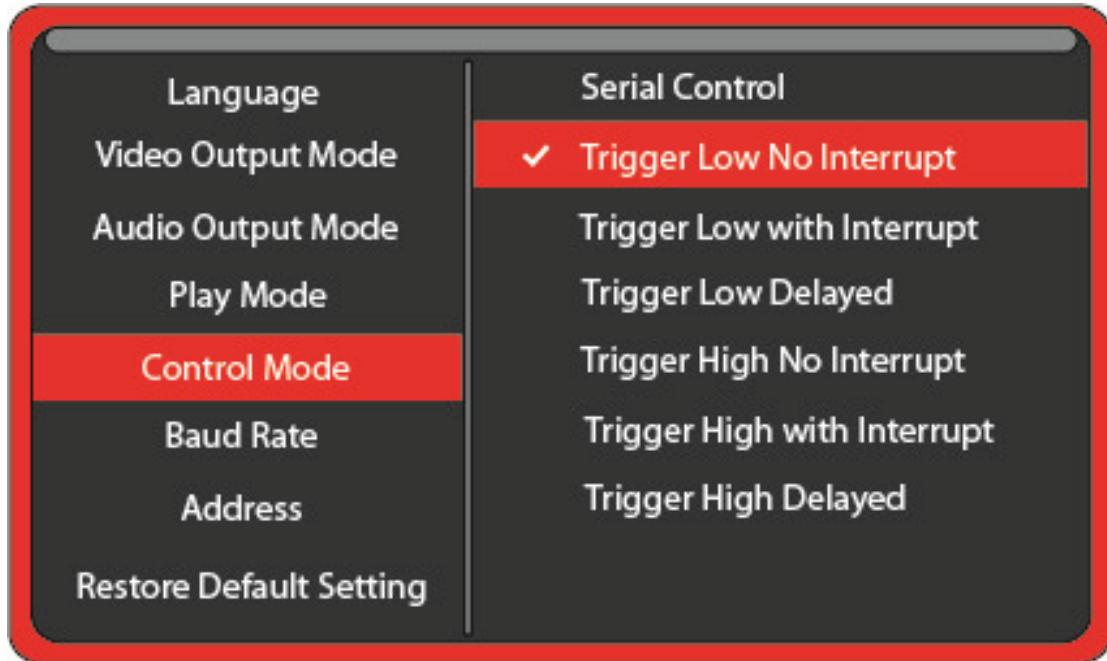 Language
Video Output Mode
Audio Output Mode
Play Mode
Control Mode
Baud Rate
Address
Restore Default Setting
Serial Control
Trigger Low No Interrupt
Trigger Low with Interrupt
Trigger Low Delayed
Trigger High No Interrupt
Trigger High with Interrupt
Trigger High Delayed